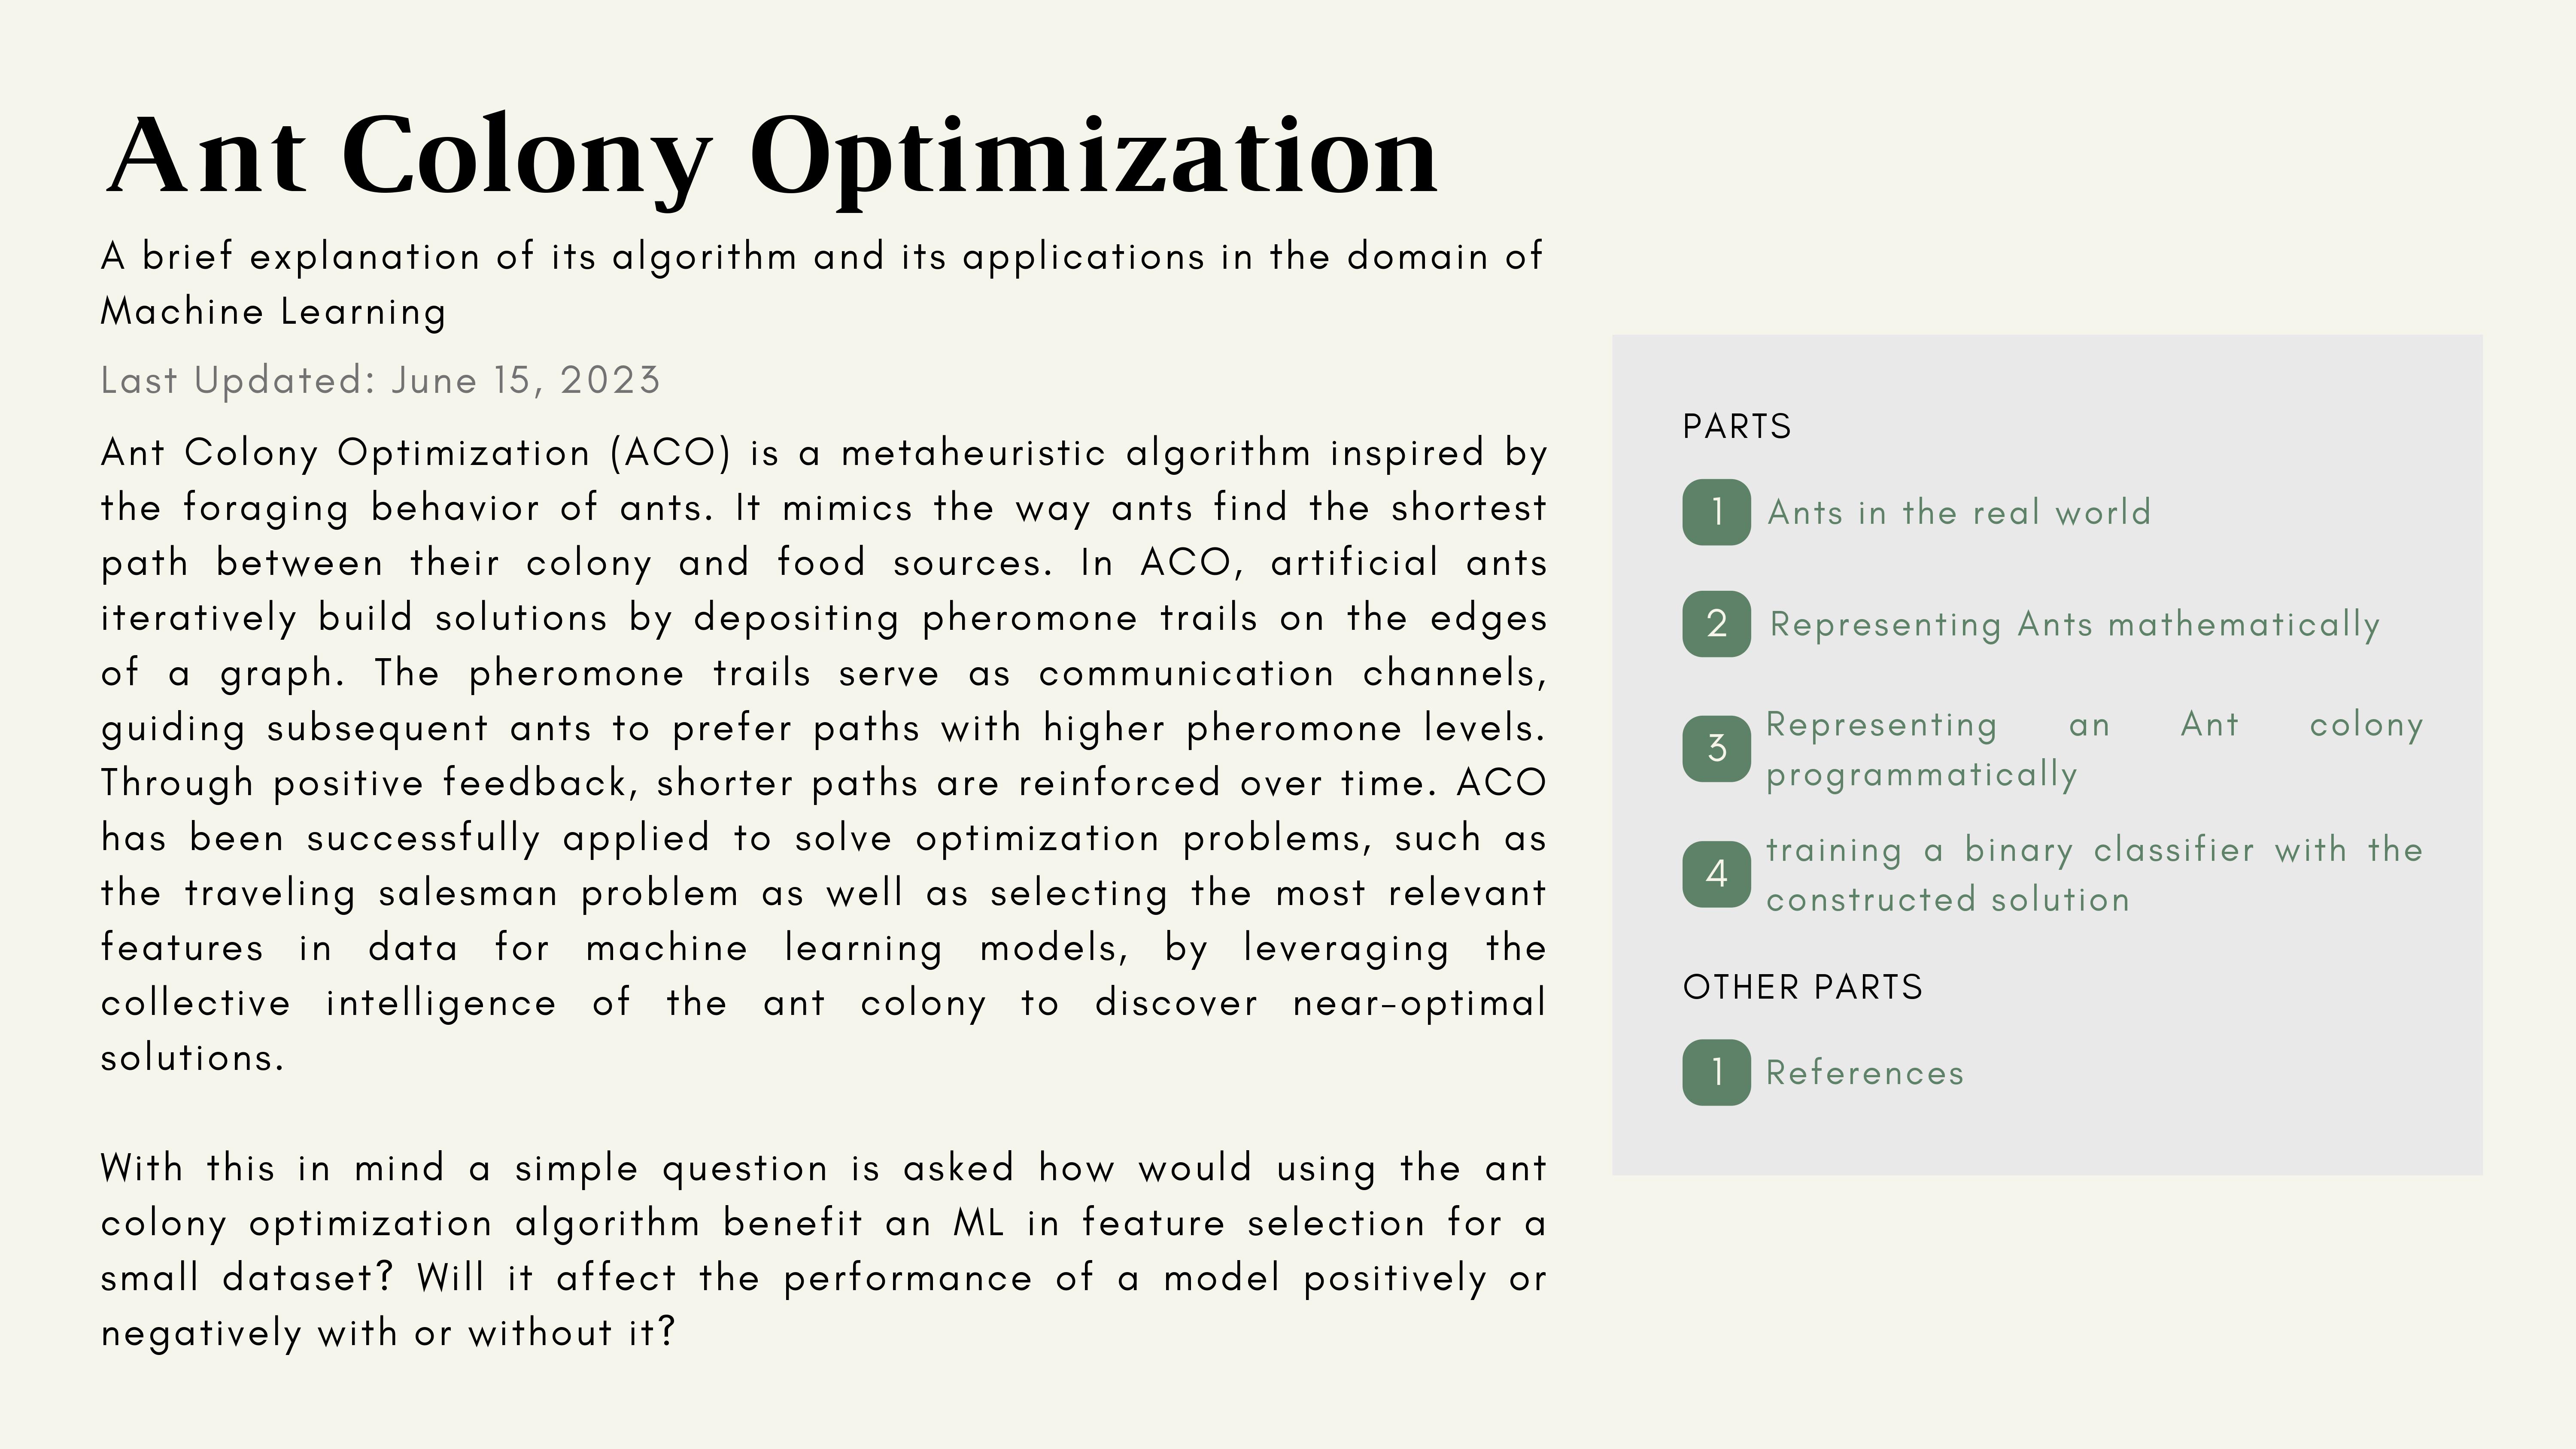 Ant Colony Optimization
A brief explanation of its algorithm and its applications in the domain of
Machine Learning
Last Updated: June 15, 2023
Ant Colony Optimization (ACO) is a metaheuristic algorithm inspired by
the foraging behavior of ants. It mimics the way ants find the shortest
path between their colony and food sources. In ACO, artificial ants
iteratively build solutions by depositing pheromone trails on the edges
of a graph. The pheromone trails serve as communication channels,
guiding subsequent ants to prefer paths with higher pheromone levels.
Through positive feedback, shorter paths are reinforced over time. ACO
has been successfully applied to solve optimization problems, such as
the traveling salesman problem as well as selecting the most relevant
features in data for machine learning models, by leveraging the
collective intelligence of the ant colony to discover near-optimal
solutions.
With this in mind a simple question is asked how would using the ant
colony optimization algorithm benefit an ML in feature selection for a
small dataset? Will it affect the performance of a model positively or
negatively with or without it?
PARTS
1 Ants in the real world
2 Representing Ants mathematically
3 Representing an Ant colony
programmatically
4 training a binary classifier with the
constructed solution
OTHER PARTS
1 References